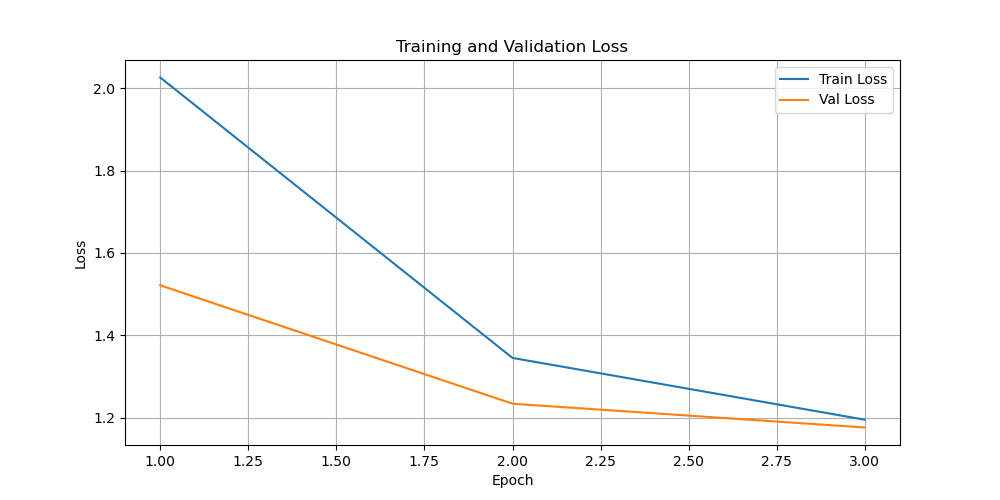 Training and Validation Loss
Train Loss
Val Loss
2.0
1.8
1.6
1.4
1.2
Loss
1.00 1.25 1.50 1.75 2.00 2.25 2.50 2.75 3.00
Epoch